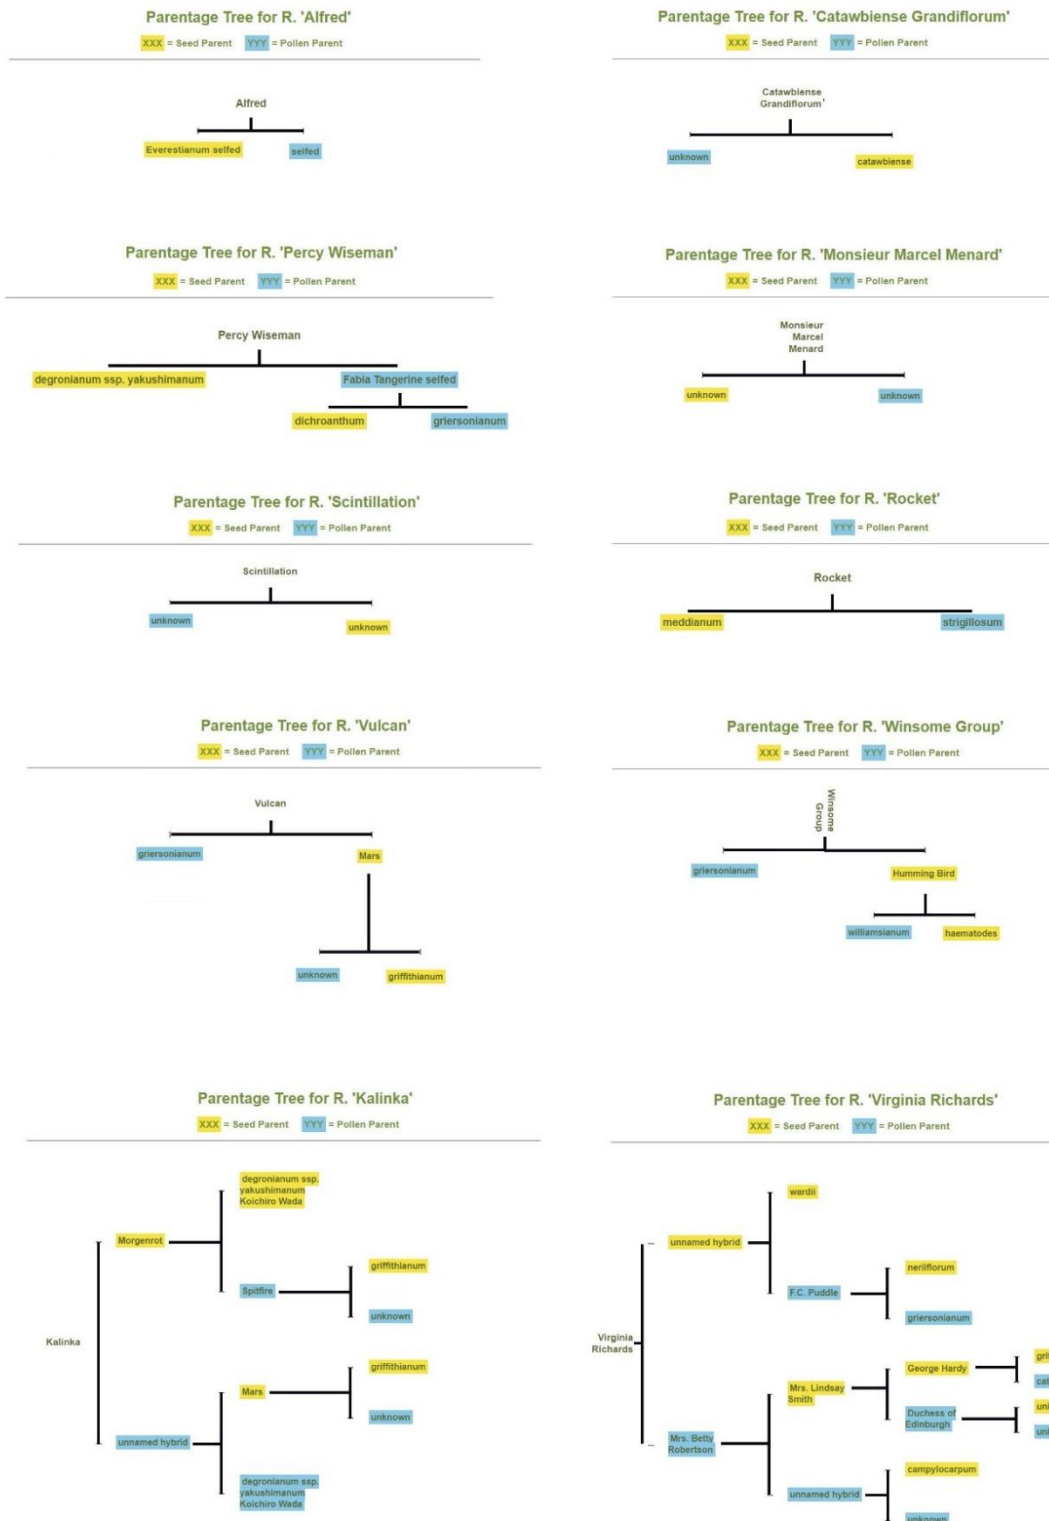 Parentage Tree for R. 'Alfred'
XXX = Seed Parent YYY = Pollen Parent
Alfred
Everestianum selfed
selfed
Parentage Tree for R. 'Catawbiense Grandiflorum'
XXX = Seed Parent YYY = Pollen Parent
Catawbiense
Grandiflorum'
unknown
catawbiense
Parentage Tree for R. 'Percy Wiseman'
XXX = Seed Parent YYY = Pollen Parent
Percy Wiseman
degronianum ssp. yakushimanum
Fabia Tangerine selfed
dichroanthum
griersonianum
Parentage Tree for R. 'Monsieur Marcel Menard'
XXX = Seed Parent YYY = Pollen Parent
Monsieur
Marcel
Menard
unknown
unknown
Parentage Tree for R. 'Scintillation'
XXX = Seed Parent YYY = Pollen Parent
Scintillation
unknown
unknown
Parentage Tree for R. 'Rocket'
XXX = Seed Parent YYY = Pollen Parent
Rocket
meddianum
strigillosum
Parentage Tree for R. 'Vulcan'
XXX = Seed Parent YYY = Pollen Parent
Vulcan
griersonianum
Mars
unknown
griffithianum
Parentage Tree for R. 'Winsome Group'
XXX = Seed Parent YYY = Pollen Parent
Winsome
Group
griersonianum
Humming Bird
williamsianum
haematodes
Parentage Tree for R. 'Kalinka'
XXX = Seed Parent YYY = Pollen Parent
degronianum ssp.
yakushimanum
Koichiro Wada
Morgenrot
griffithianum
Spitfire
unknown
Kalinka
griffithianum
Mars
unknown
unnamed hybrid
degronianum ssp.
yakushimanum
Koichiro Wada
Parentage Tree for R. 'Virginia Richards'
XXX = Seed Parent YYY = Pollen Parent
wardii
unnamed hybrid
neriiflorum
F.C. Puddle
griersonianum
Virginia
Richards
George Hardy
Mrs. Lindsay
Smith
Duchess of
Edinburgh
Mrs. Betty
Robertson
campylocarpum
unnamed hybrid
unknown